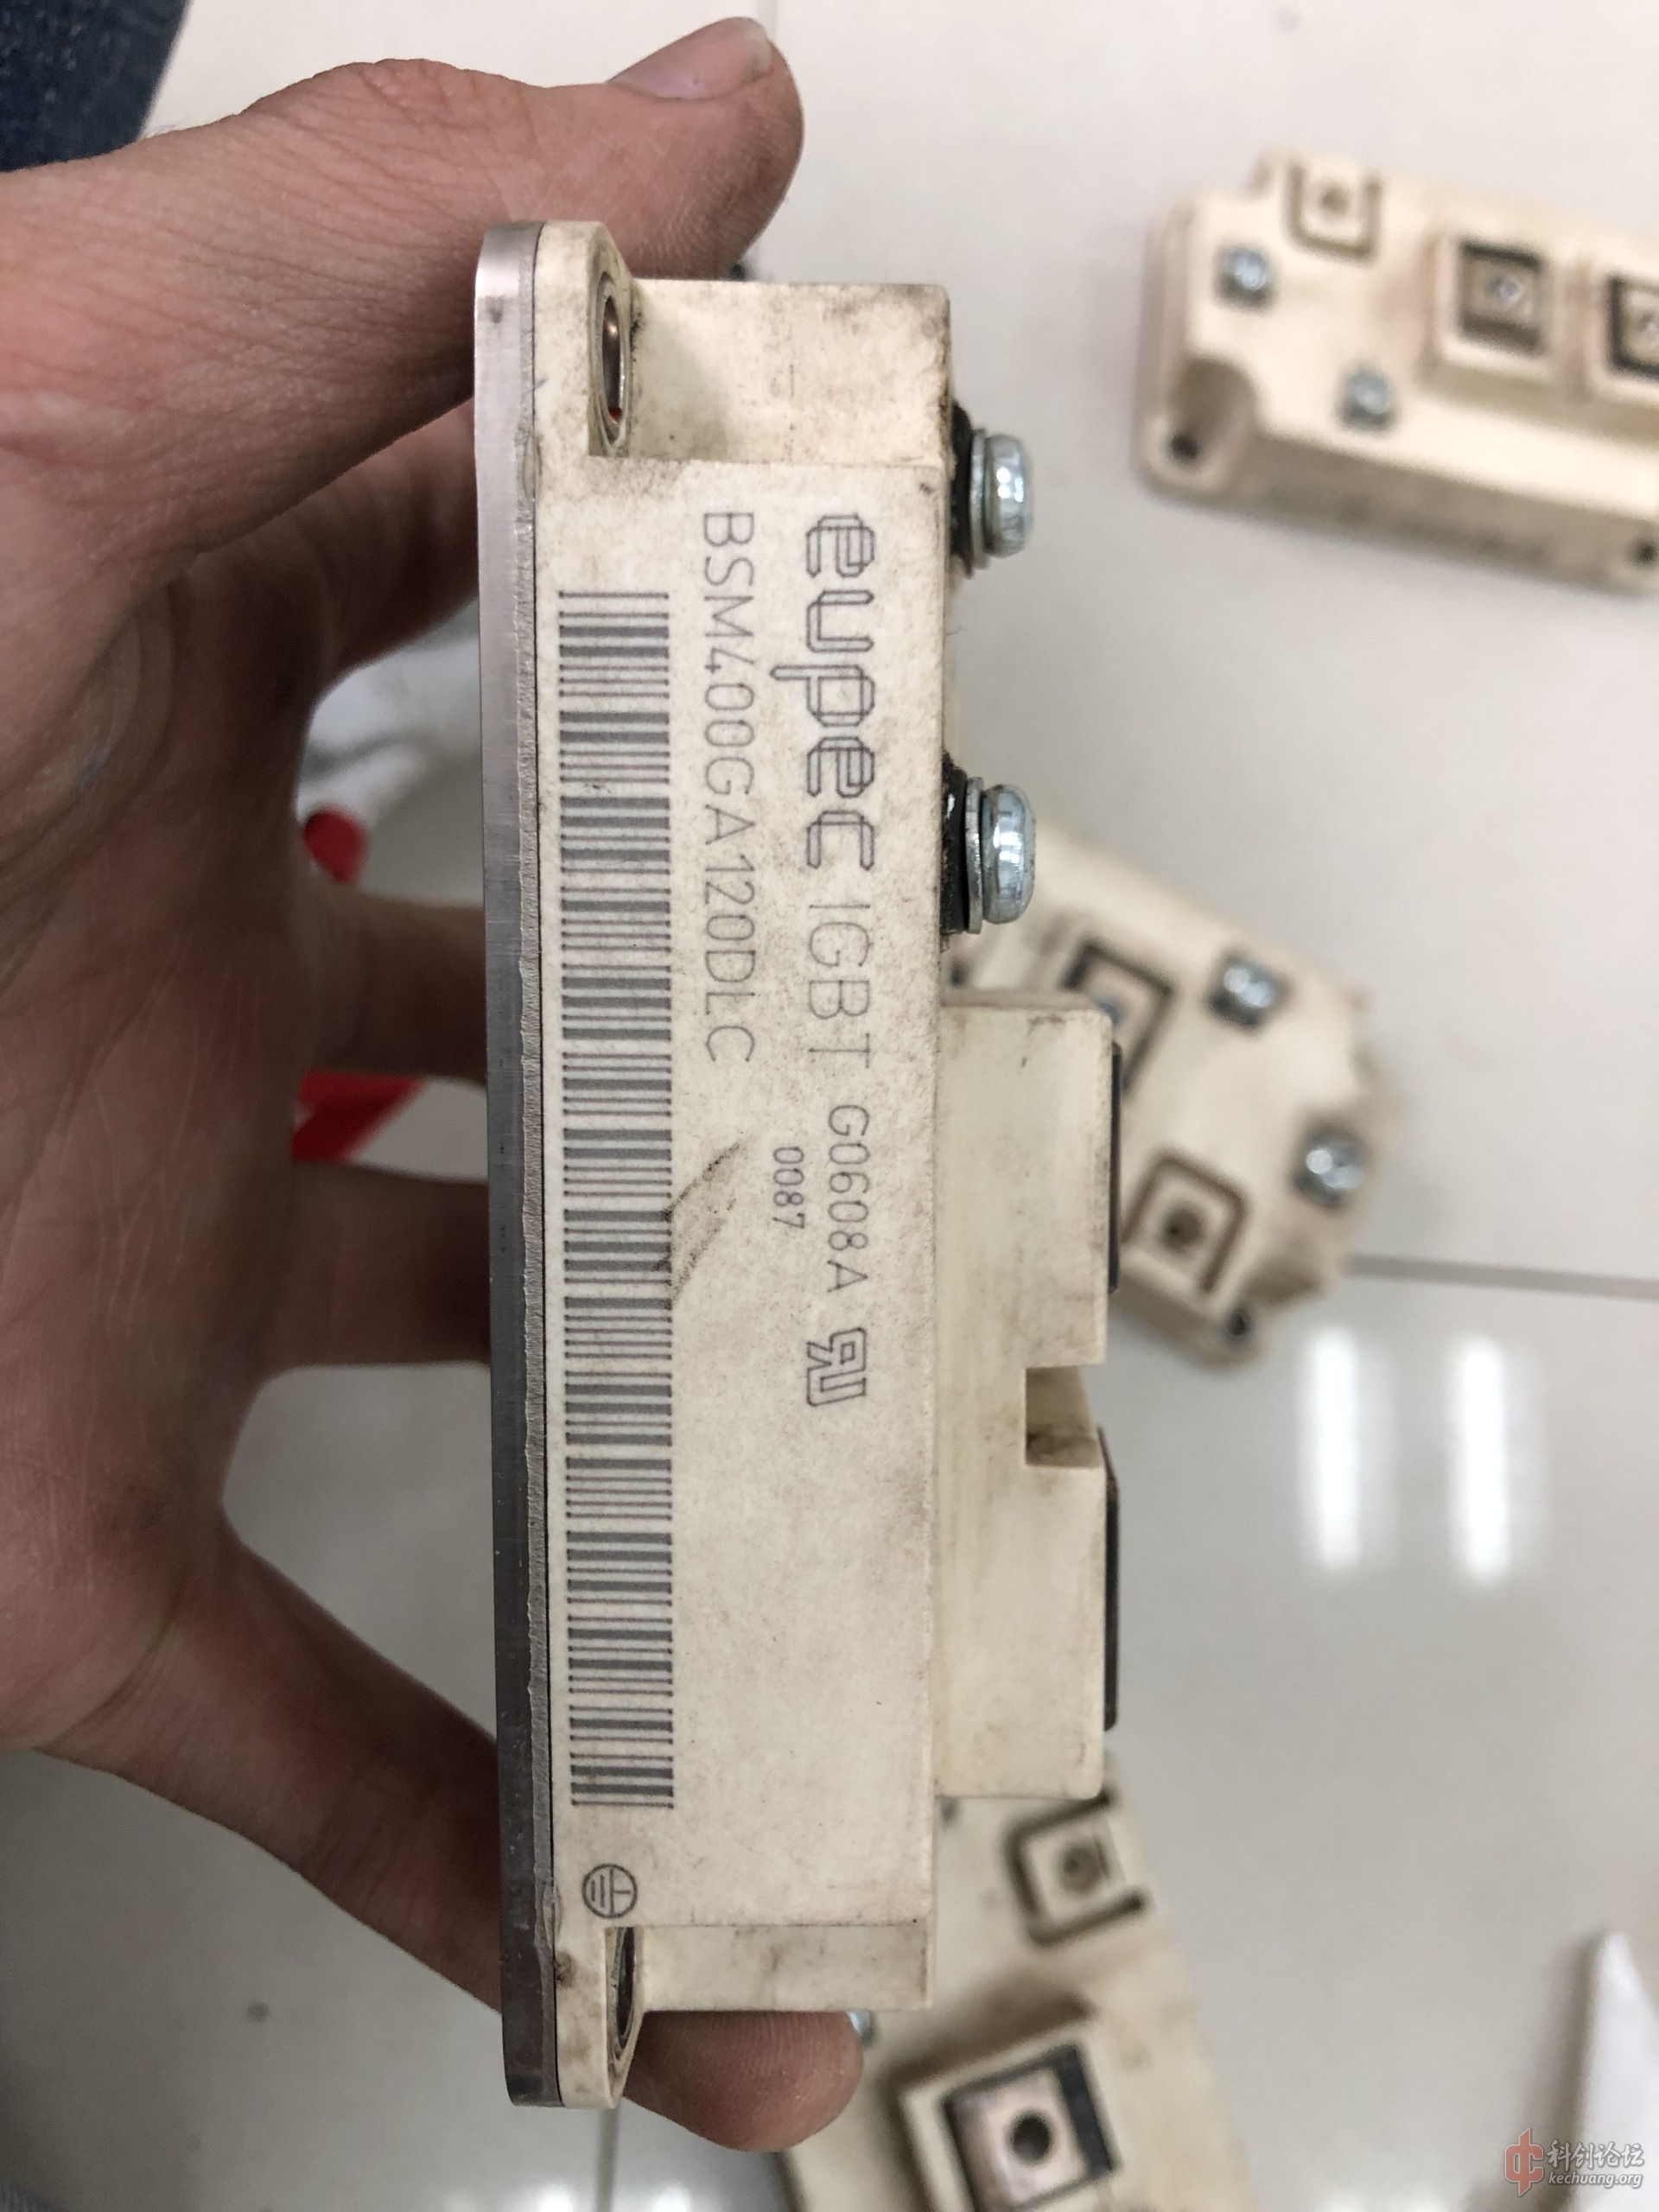 eupec IGBT G0608A
0087
BSM400GA120DLC
科创论坛
kechuang.org